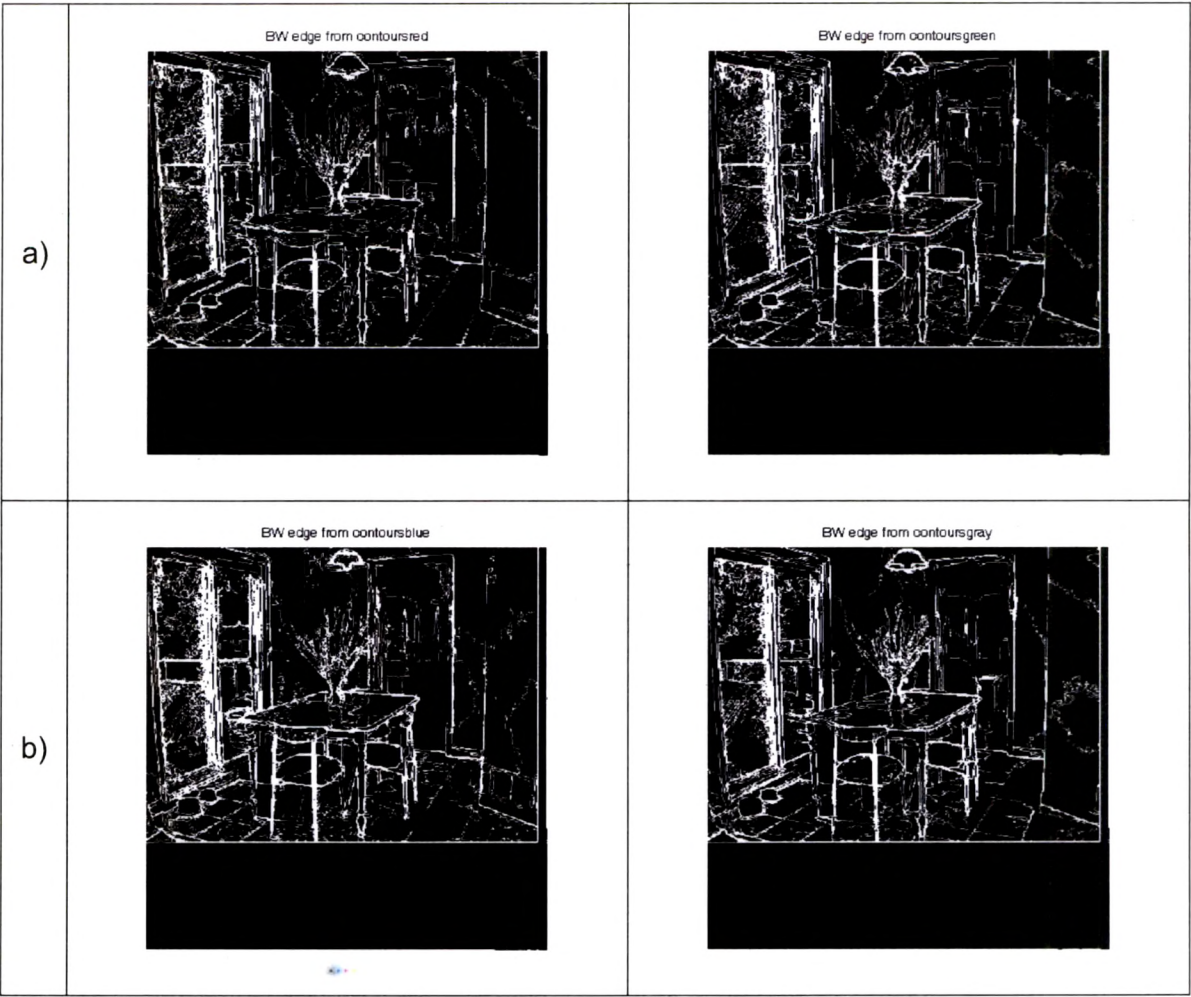 BW edge from contoursred
BW edge from contoursgreen
a)
BW edge from contoursblue
BW edge from contoursgray
b)